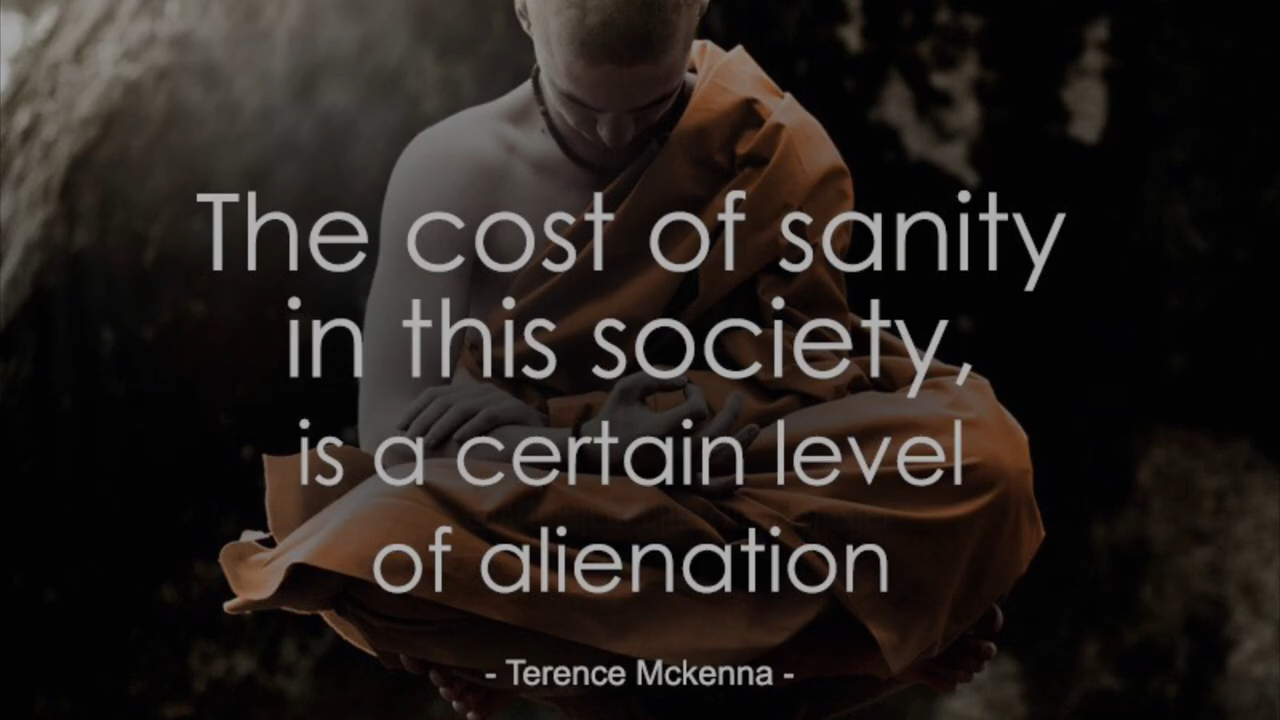 The cost of sanity
in this society,
is a certain level
of alienation
- Terence Mckenna -